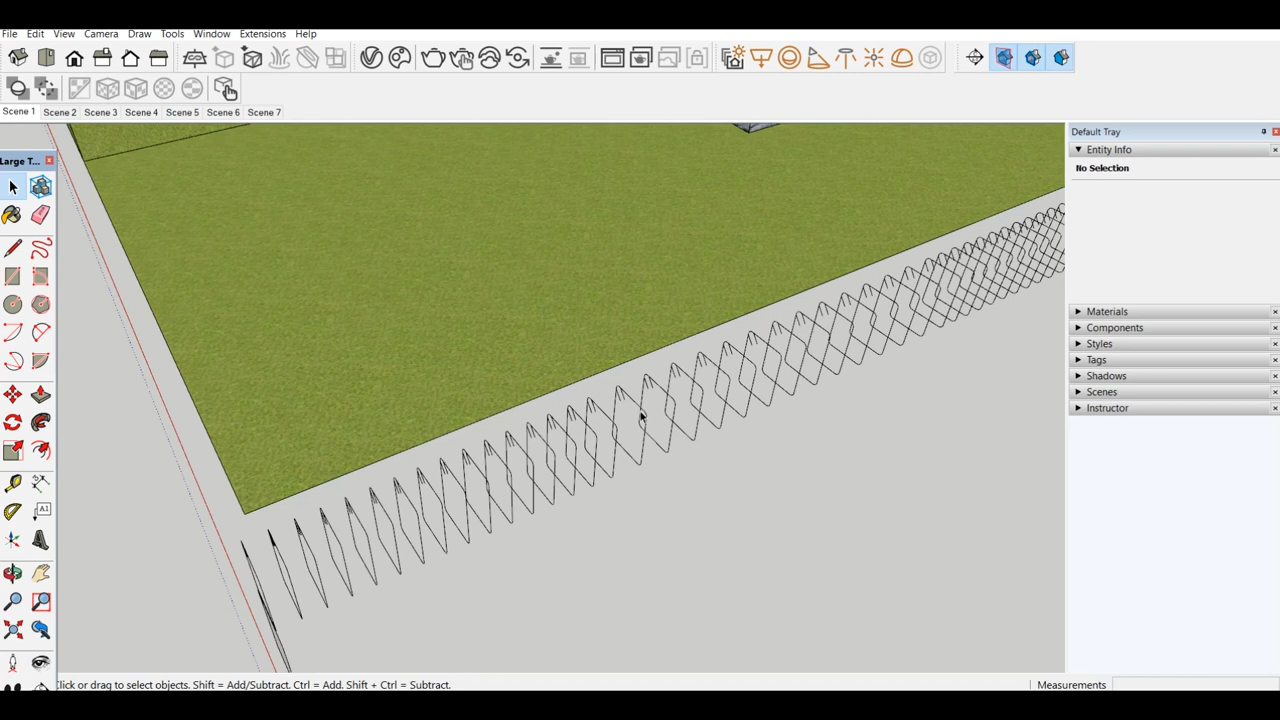 File Edit View Camera Draw Tools Window Extensions Help
Scene 1 Scene 2 Scene 3 Scene 4 Scene 5 Scene 6 Scene 7
Large T...
A1
Default Tray
Entity Info
No Selection
Materials
Components
Styles
Tags
Shadows
Scenes
Instructor
Click or drag to select objects. Shift = Add/Subtract. Ctrl = Add. Shift + Ctrl = Subtract.
Measurements